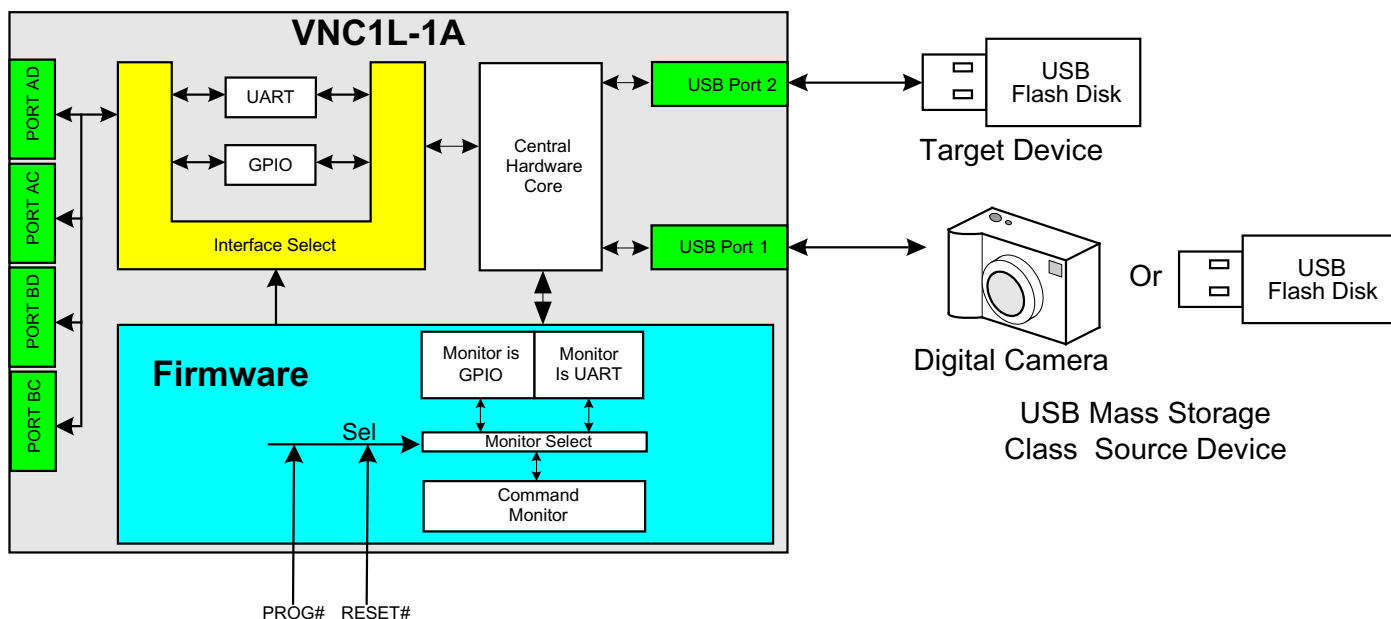 VNC1L-1A
PORT AD
PORT AC
PORT BD
PORT BC
UART
GPIO
Interface Select
Central
Hardware
Core
USB Port 2
USB Port 1
USB
Flash Disk
Target Device
Digital Camera
Or
USB
Flash Disk
USB Mass Storage
Class Source Device
Firmware
Monitor is
GPIO
Monitor
Is UART
Sel
Monitor Select
Command
Monitor
PROG#
RESET#